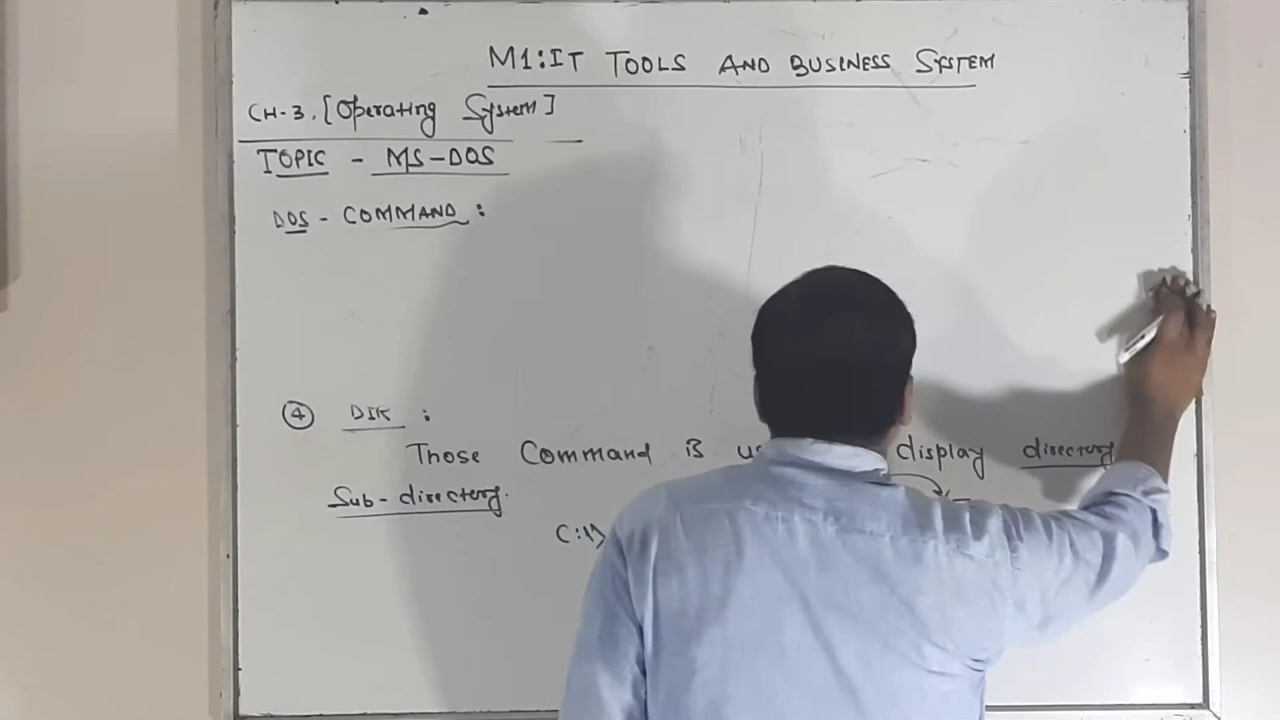 M1:IT TOOLS AND BUSINESS SYSTEM
CH-3. [Operating System]
TOPIC - MS-DOS
DOS - COMMAND :
④ DIR :
Those Command is display directory
Sub-directory.
C:\>